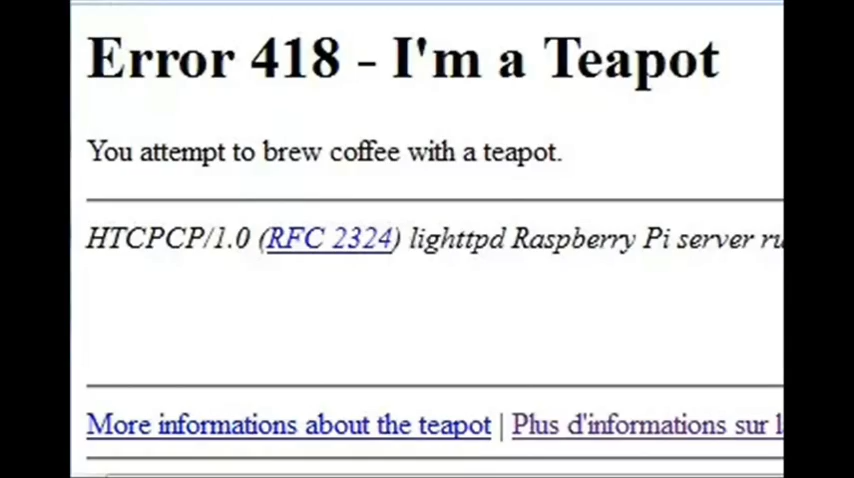 Error 418 - I'm a Teapot
You attempt to brew coffee with a teapot.
HTCPCP/1.0 (RFC 2324) lighttpd Raspberry Pi server
More informations about the teapot | Plus d'informations sur